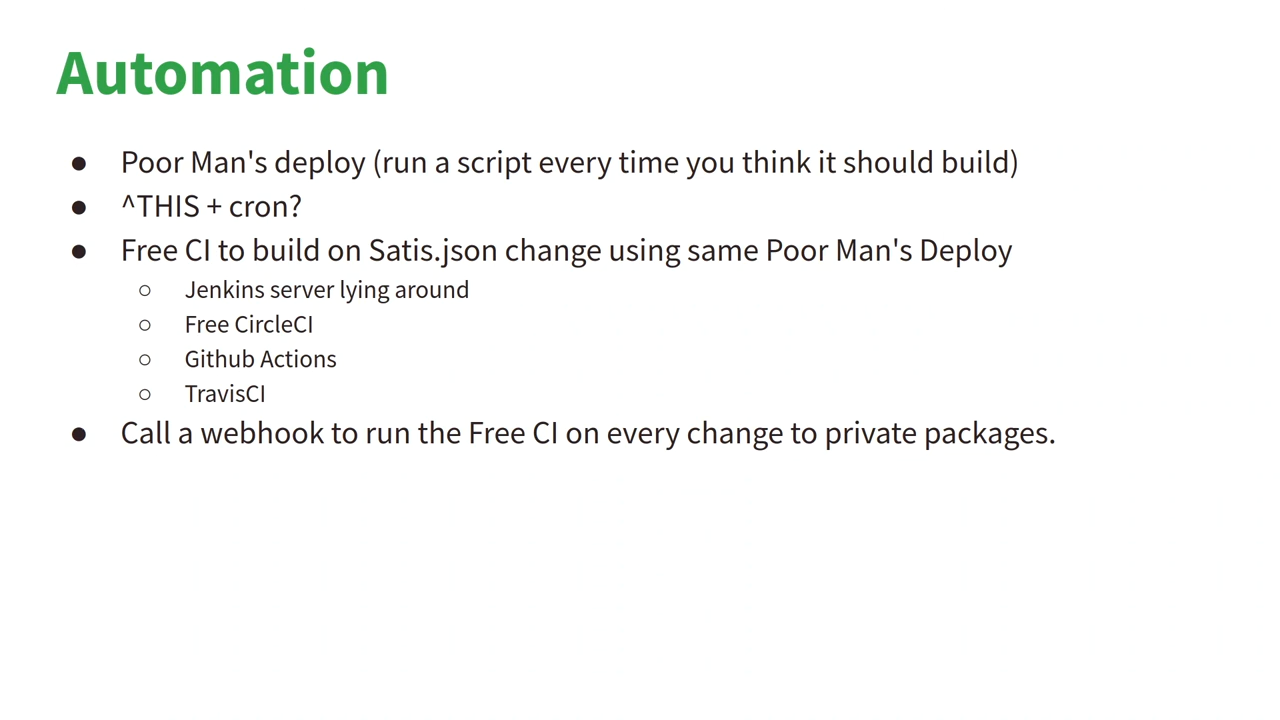 Automation
● Poor Man's deploy (run a script every time you think it should build)
● ^THIS + cron?
● Free CI to build on Satis.json change using same Poor Man's Deploy
○ Jenkins server lying around
○ Free CircleCI
○ Github Actions
○ TravisCI
● Call a webhook to run the Free CI on every change to private packages.